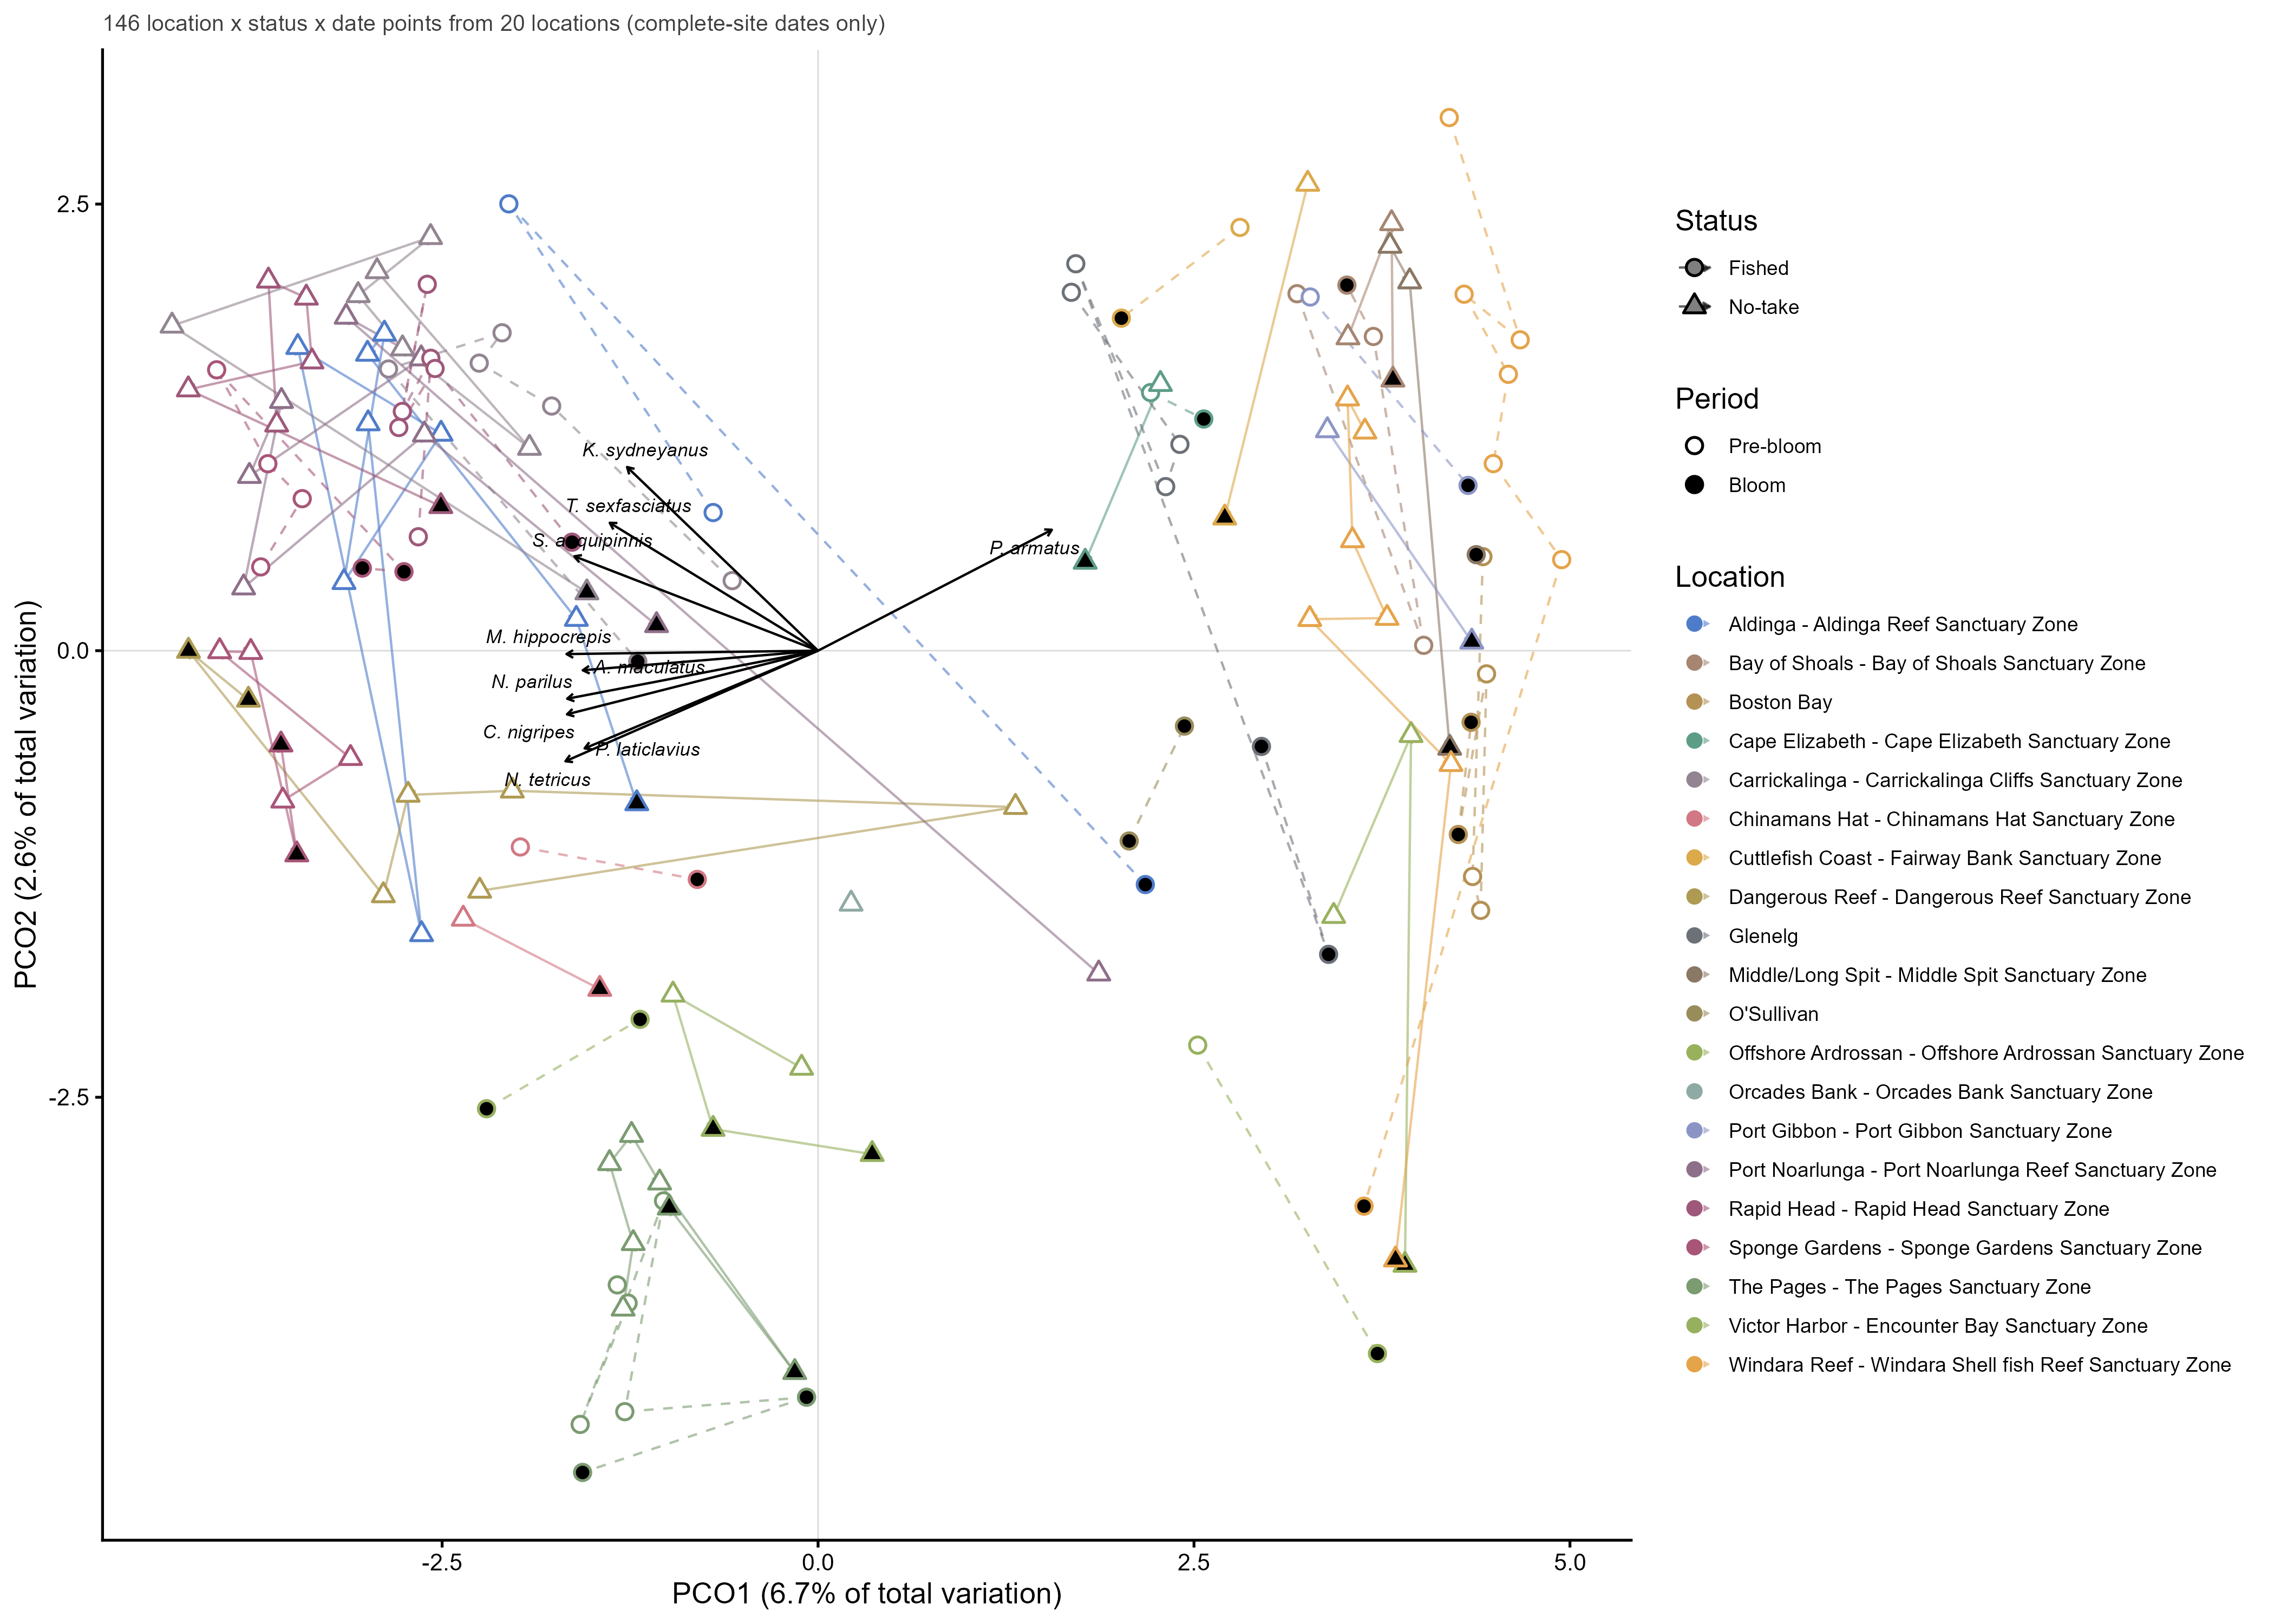 146 location x status x date points from 20 locations (complete-site dates only)
PCO2 (2.6% of total variation)
2.5
0.0
-2.5
K. sydneyanus
T. sexfasciatus
S. aequipinnis
P. armatus
M. hippocrepis
A. maculatus
N. parilus
C. nigripes
P. laticlavius
N. tetricus
-2.5
0.0
2.5
5.0
PCO1 (6.7% of total variation)
Status
Fished
No-take
Period
Pre-bloom
Bloom
Location
Aldinga - Aldinga Reef Sanctuary Zone
Bay of Shoals - Bay of Shoals Sanctuary Zone
Boston Bay
Cape Elizabeth - Cape Elizabeth Sanctuary Zone
Carrickalinga - Carrickalinga Cliffs Sanctuary Zone
Chinamans Hat - Chinamans Hat Sanctuary Zone
Cuttlefish Coast - Fairway Bank Sanctuary Zone
Dangerous Reef - Dangerous Reef Sanctuary Zone
Glenelg
Middle/Long Spit - Middle Spit Sanctuary Zone
O'Sullivan
Offshore Ardrossan - Offshore Ardrossan Sanctuary Zone
Orcades Bank - Orcades Bank Sanctuary Zone
Port Gibbon - Port Gibbon Sanctuary Zone
Port Noarlunga - Port Noarlunga Reef Sanctuary Zone
Rapid Head - Rapid Head Sanctuary Zone
Sponge Gardens - Sponge Gardens Sanctuary Zone
The Pages - The Pages Sanctuary Zone
Victor Harbor - Encounter Bay Sanctuary Zone
Windara Reef - Windara Shell fish Reef Sanctuary Zone